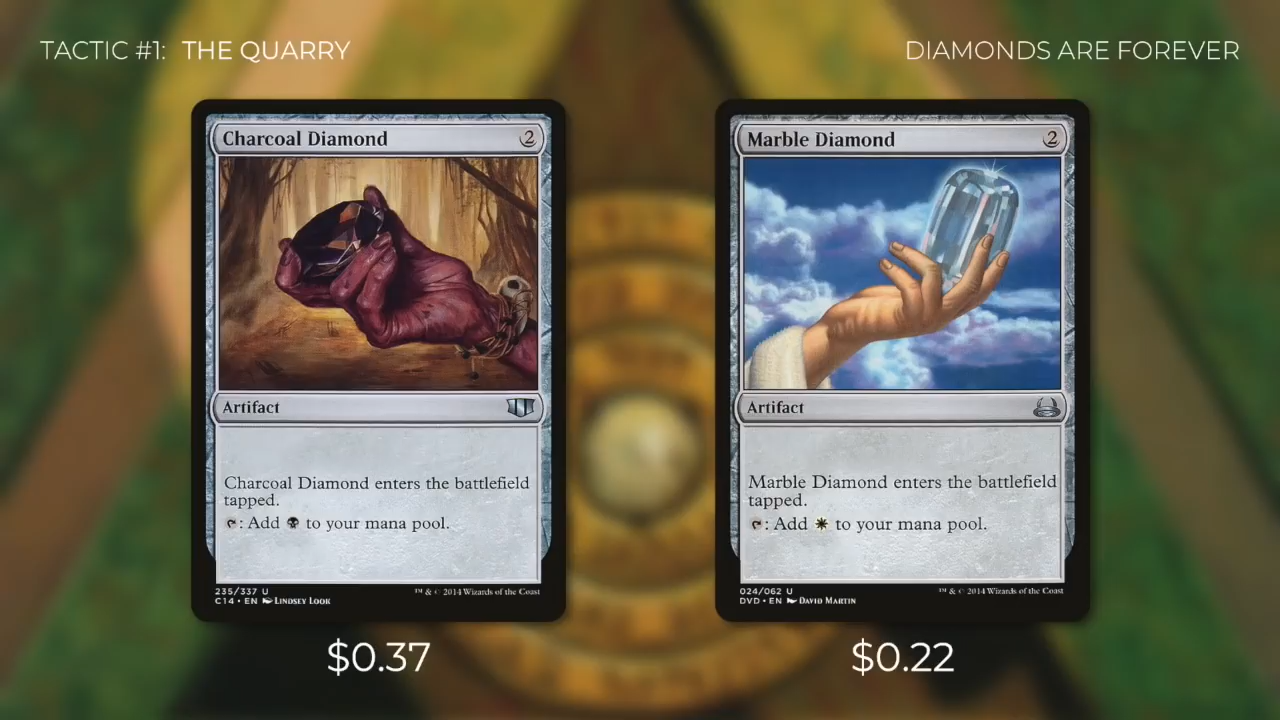 TACTIC #1: THE QUARRY
DIAMONDS ARE FOREVER
Charcoal Diamond 2
Artifact
Charcoal Diamond enters the battlefield
tapped.
: Add to your mana pool.
235/337 U
C14 • EN LINDSEY LOOK
™ & © 2014 Wizards of the Coast
$0.37
Marble Diamond 2
Artifact
Marble Diamond enters the battlefield
tapped.
: Add to your mana pool.
024/062 U
DVD • EN DAVID MARTIN
™ & © 2014 Wizards of the Coast
$0.22